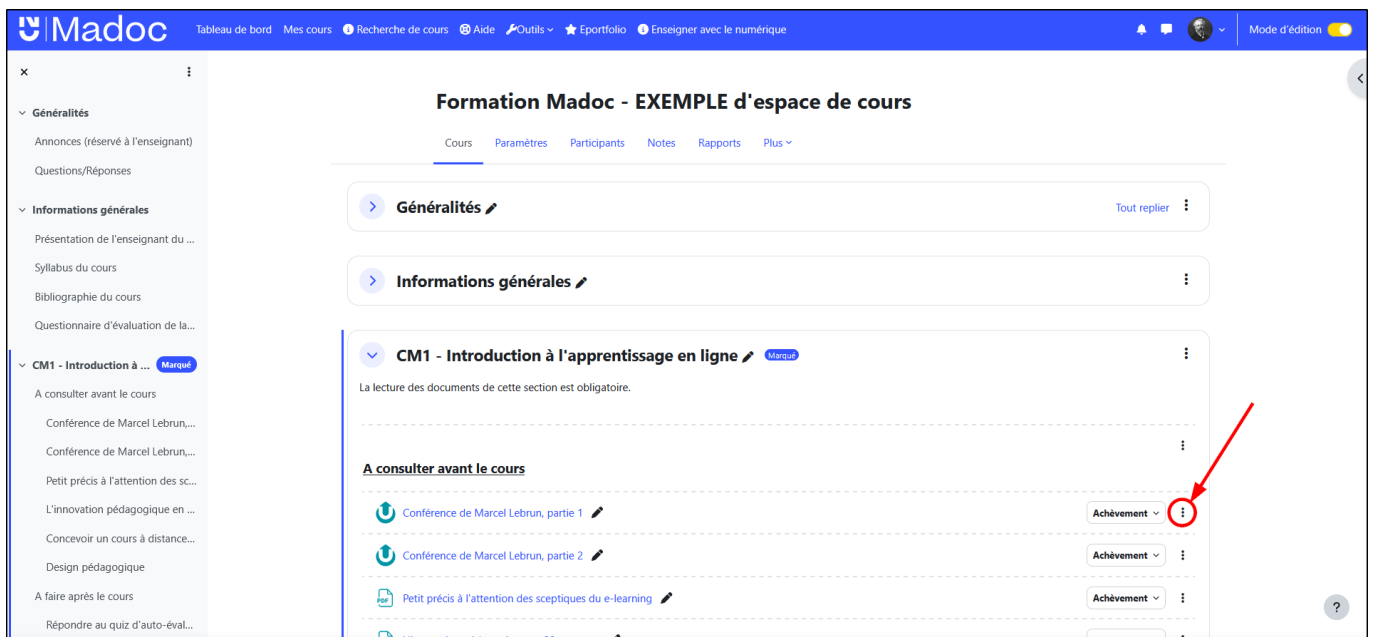 Madoc
Tableau de bord Mes cours Recherche de cours Aide Outils Eportfolio Enseigner avec le numérique
Mode d'édition
Généralités
Annonces (réservé à l'enseignant)
Questions/Réponses
Informations générales
Présentation de l'enseignant du ...
Syllabus du cours
Bibliographie du cours
Questionnaire d'évaluation de la...
CM1 - Introduction à ... Marqué
A consulter avant le cours
Conférence de Marcel Lebrun,...
Conférence de Marcel Lebrun,...
Petit précis à l'attention des sc...
L'innovation pédagogique en ...
Concevoir un cours à distance...
Design pédagogique
A faire après le cours
Répondre au quiz d'auto-éval...
Formation Madoc - EXEMPLE d'espace de cours
Cours Paramètres Participants Notes Rapports Plus
Généralités
Tout replier
Informations générales
CM1 - Introduction à l'apprentissage en ligne Marqué
La lecture des documents de cette section est obligatoire.
A consulter avant le cours
Conférence de Marcel Lebrun, partie 1 Achèvement
Conférence de Marcel Lebrun, partie 2 Achèvement
PDF Petit précis à l'attention des sceptiques du e-learning Achèvement
?